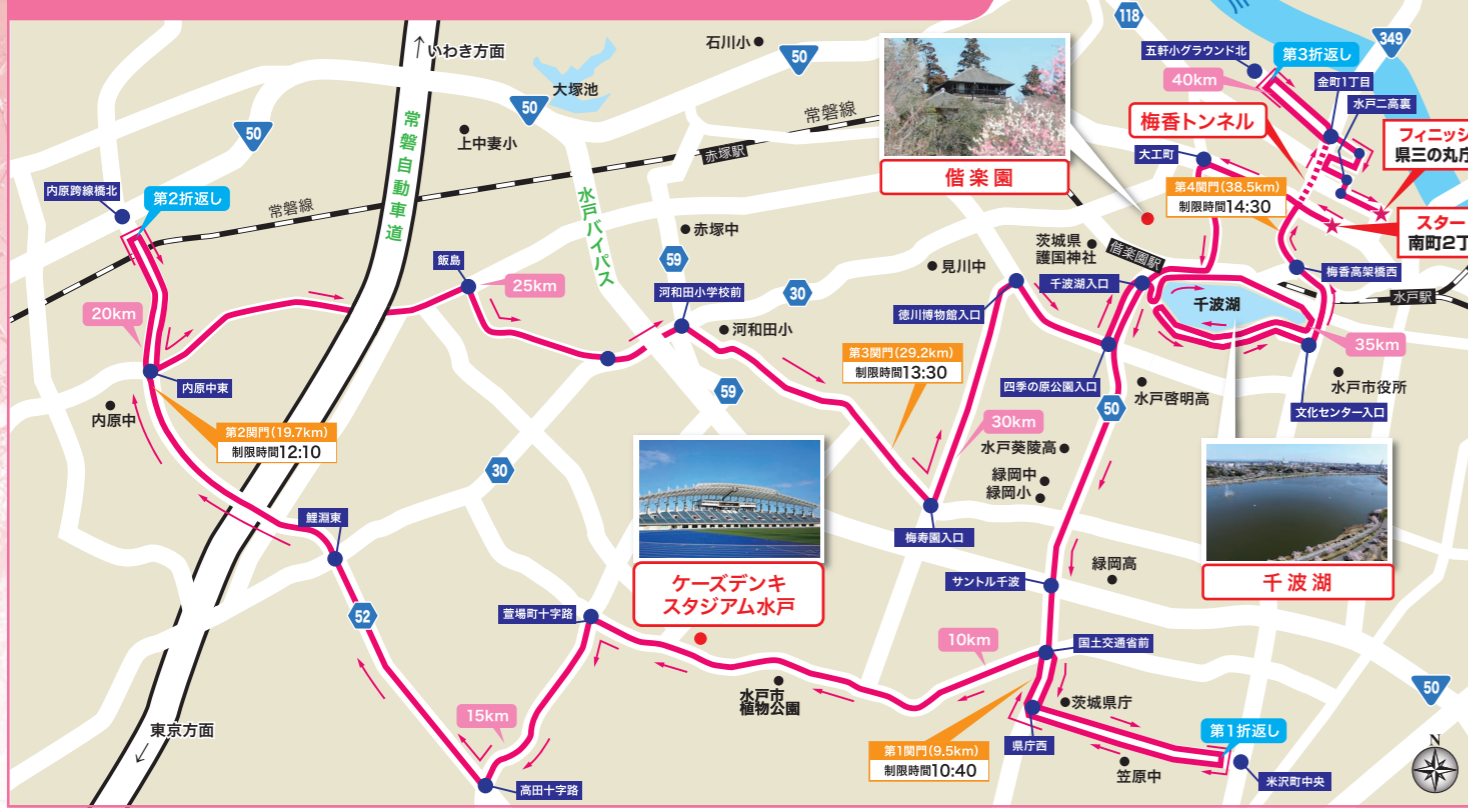 118
349
↑いわき方面
石川小
50
五軒小グラウンド北
第3折返し
40km
金町1丁目
水戸二高裏
大塚池
50
50
常磐線
常磐自動車道
上中妻小
赤塚駅
梅香トンネル
フィニッシ
県三の丸庁
大工町
偕楽園
第4関門(38.5km)
制限時間14:30
スター
南町2丁
内原跨線橋北
第2折返し
常磐線
水戸バイパス
赤塚中
茨城県
護国神社
偕楽園駅
梅香高架橋西
飯島
59
見川中
千波湖入口
水戸駅
25km
河和田小学校前
30
千波湖
20km
徳川博物館入口
河和田小
35km
第3関門(29.2km)
制限時間13:30
内原中東
四季の原公園入口
水戸市役所
59
50
水戸啓明高
文化センター入口
内原中
30km
第2関門(19.7km)
制限時間12:10
水戸葵陵高
30
緑岡中
緑岡小
鯉淵東
梅寿園入口
緑岡高
サントル千波
ケーズデンキ
スタジアム水戸
千波湖
萱場町十字路
52
10km
国土交通省前
水戸市
植物公園
茨城県庁
50
15km
東京方面
第1折返し
第1関門(9.5km)
制限時間10:40
県庁西
笠原中
米沢町中央
高田十字路
N